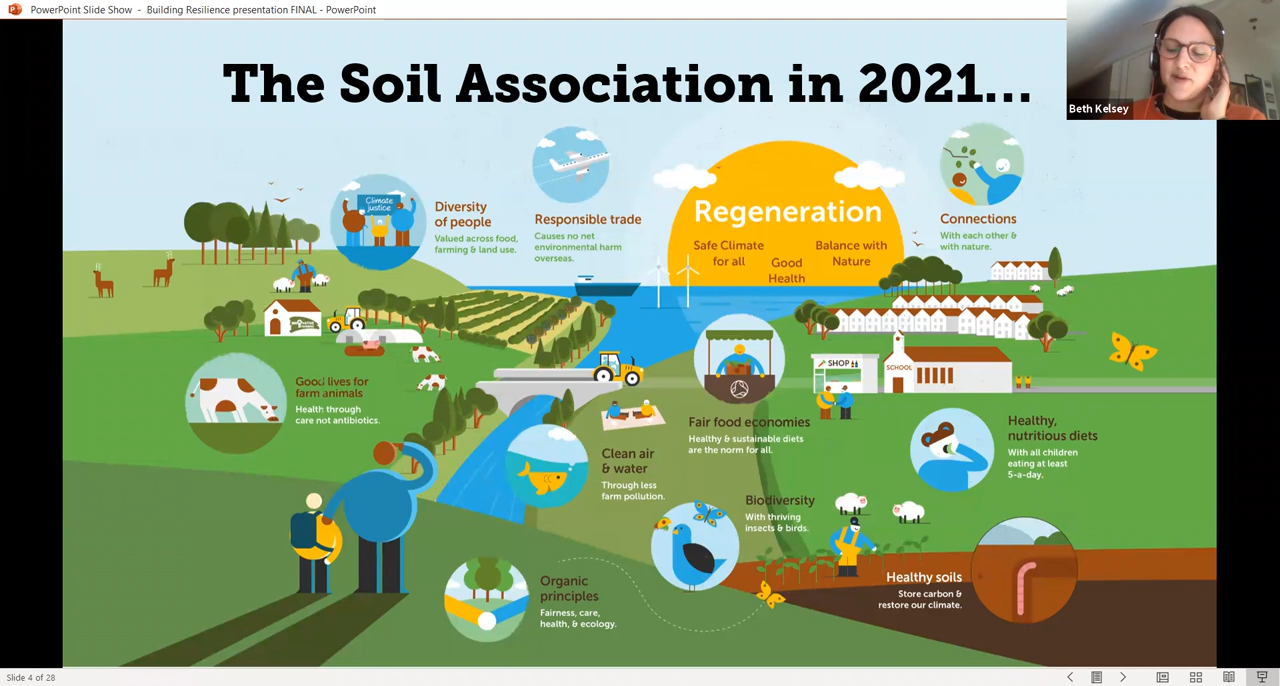 PowerPoint Slide Show - Building Resilience presentation FINAL - PowerPoint
Beth Kelsey
The Soil Association in 2021...
Climate
justice
Diversity
of people
Valued across food,
farming & land use.
Responsible trade
Causes no net
environmental harm
overseas.
Regeneration
Safe Climate
for all
Good
Health
Balance with
Nature
Connections
With each other &
with nature.
Good lives for
farm animals
Health through
care not antibiotics.
SHOP
SCHOOL
Fair food economies
Healthy & sustainable diets
are the norm for all.
Clean air
& water
Through less
farm pollution.
Healthy,
nutritious diets
With all children
eating at least
5-a-day.
Biodiversity
With thriving
insects & birds.
Organic
principles
Fairness, care,
health, & ecology.
Healthy soils
Store carbon &
restore our climate.
Slide 4 of 28